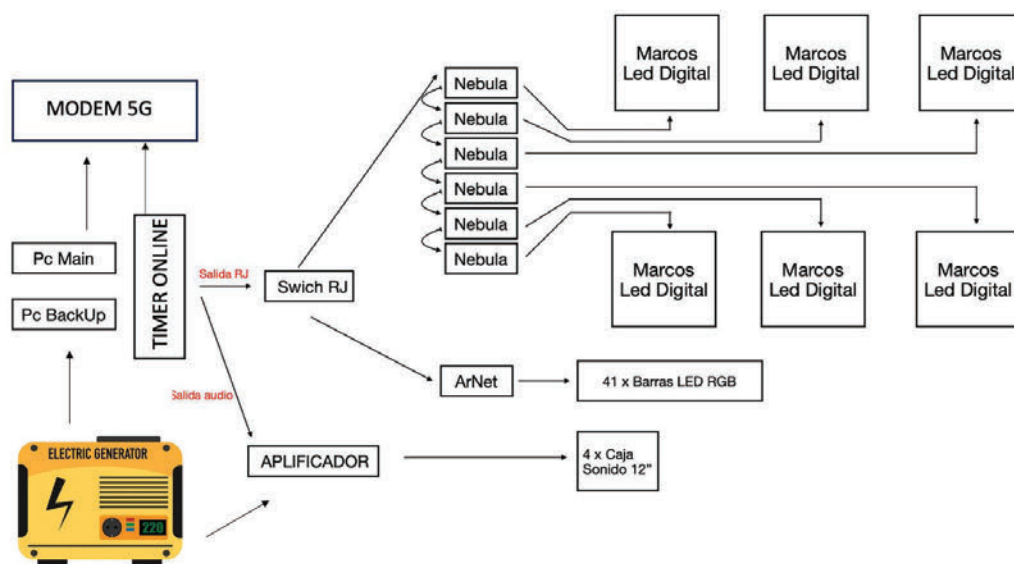 MODEM 5G
Pc Main
Pc BackUp
TIMER ONLINE
Salida RJ
Salida audio
Swich RJ
Nebula
Nebula
Nebula
Nebula
Nebula
Nebula
Marcos
Led Digital
Marcos
Led Digital
Marcos
Led Digital
Marcos
Led Digital
Marcos
Led Digital
Marcos
Led Digital
ArNet
41 x Barras LED RGB
APLIFICADOR
4 x Caja
Sonido 12"
ELECTRIC GENERATOR
220